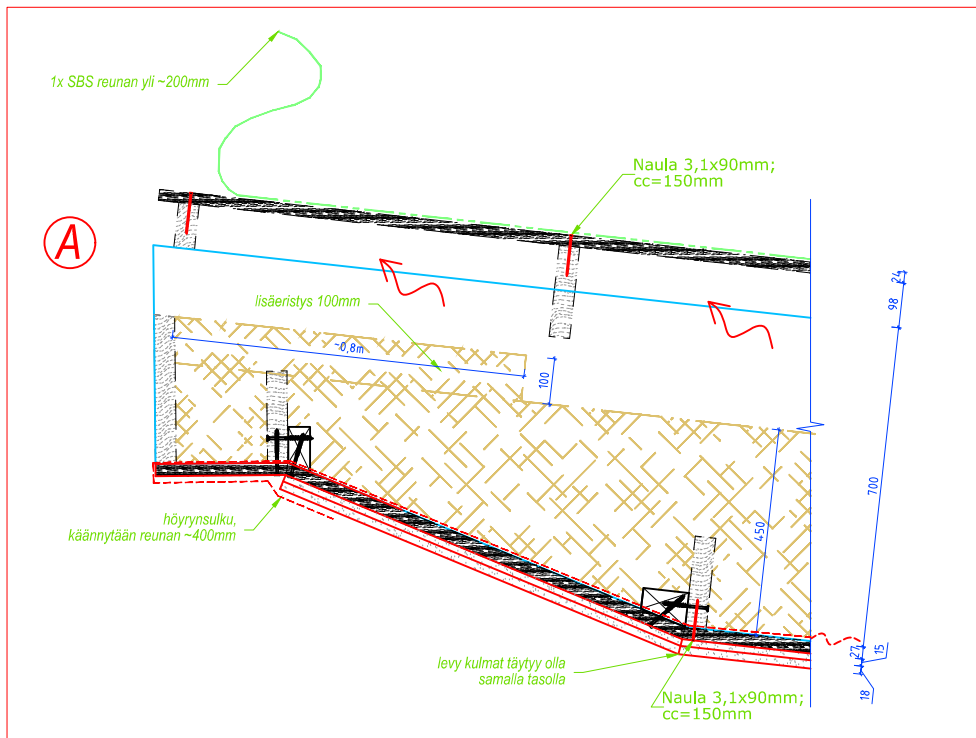 1x SBS reunan yli ~200mm
Naula 3,1x90mm;
cc=150mm
A
lisäeristys 100mm
24
98
~0,8m
100
700
450
höyrynsulku,
käännytään reunan ~400mm
levy kulmat täytyy olla
samalla tasolla
27
15
18
Naula 3,1x90mm;
cc=150mm